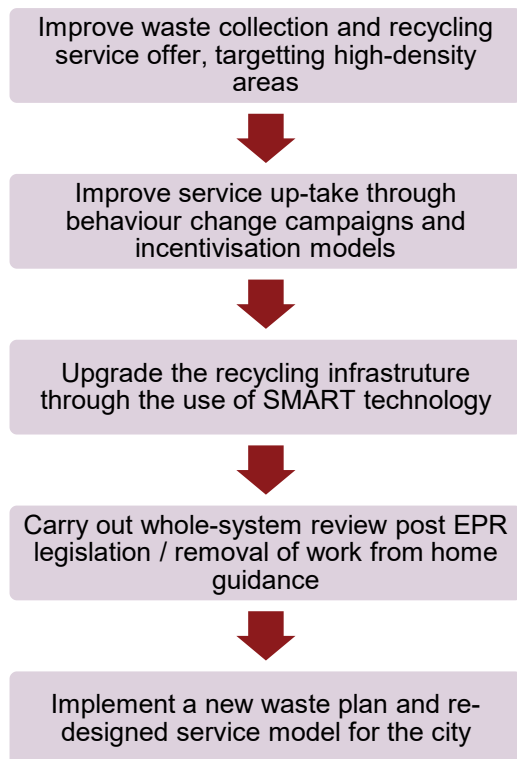 Improve waste collection and recycling
service offer, targetting high-density
areas
Improve service up-take through
behaviour change campaigns and
incentivisation models
Upgrade the recycling infrastruture
through the use of SMART technology
Carry out whole-system review post EPR
legislation / removal of work from home
guidance
Implement a new waste plan and re-
designed service model for the city